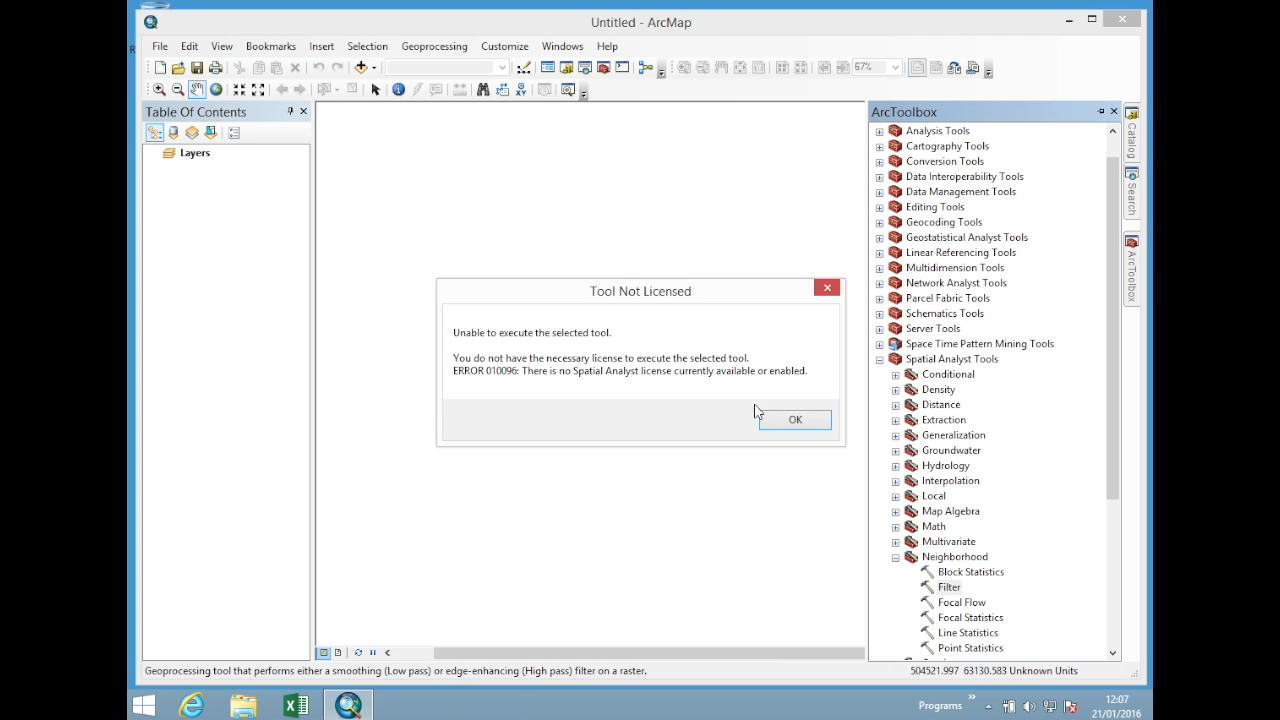 Untitled - ArcMap
File Edit View Bookmarks Insert Selection Geoprocessing Customize Windows Help
67%
Table Of Contents
Layers
ArcToolbox
Analysis Tools
Cartography Tools
Conversion Tools
Data Interoperability Tools
Data Management Tools
Editing Tools
Geocoding Tools
Geostatistical Analyst Tools
Linear Referencing Tools
Multidimension Tools
Network Analyst Tools
Parcel Fabric Tools
Schematics Tools
Server Tools
Space Time Pattern Mining Tools
Spatial Analyst Tools
Conditional
Density
Distance
Extraction
Generalization
Groundwater
Hydrology
Interpolation
Local
Map Algebra
Math
Multivariate
Neighborhood
Block Statistics
Filter
Focal Flow
Focal Statistics
Line Statistics
Point Statistics
Catalog
Search
ArcToolbox
Tool Not Licensed
Unable to execute the selected tool.
You do not have the necessary license to execute the selected tool.
ERROR 010096: There is no Spatial Analyst license currently available or enabled.
OK
Geoprocessing tool that performs either a smoothing (Low pass) or edge-enhancing (High pass) filter on a raster.
504521.997 63130.583 Unknown Units
Programs
12:07
21/01/2016